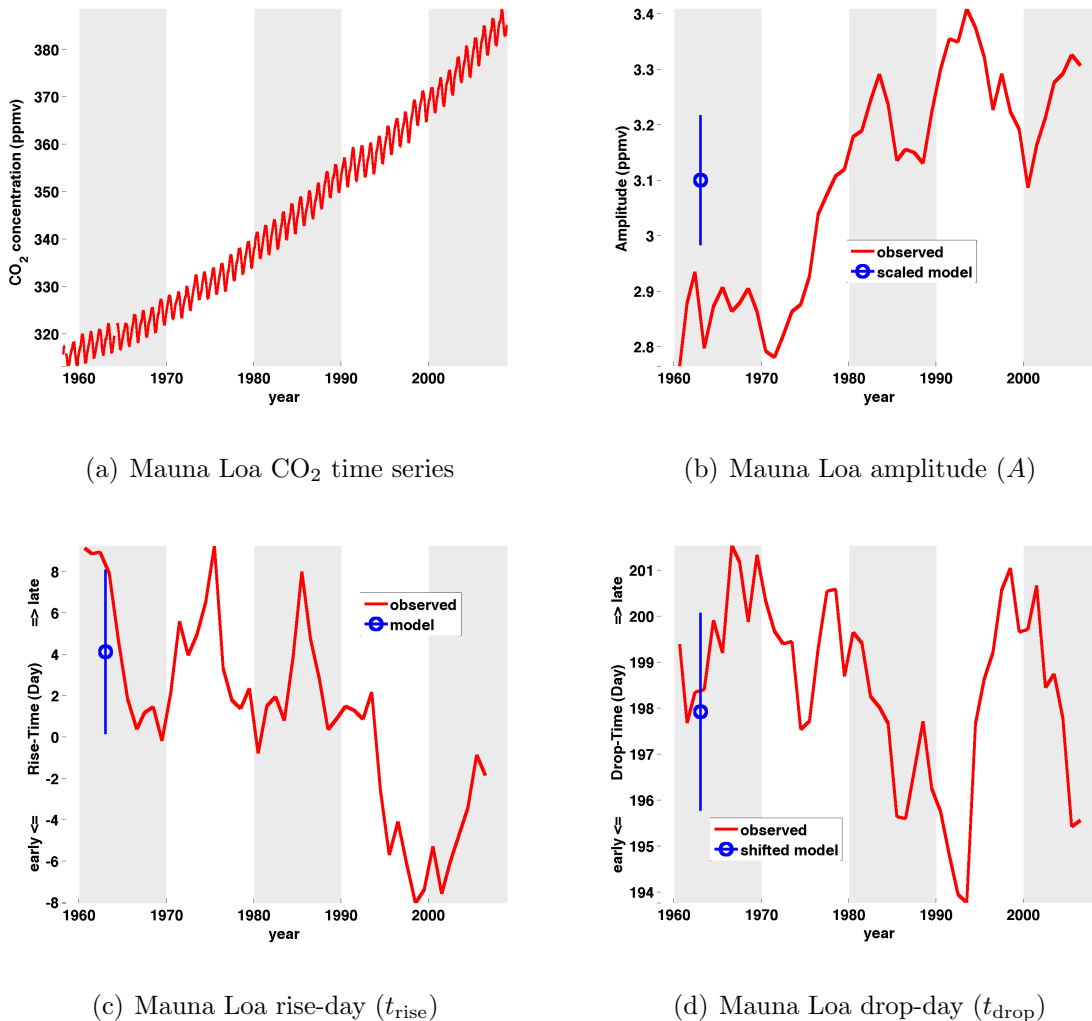 CO2 concentration (ppmv)
380
370
360
350
340
330
320
1960 1970 1980 1990 2000
year
(a) Mauna Loa CO2 time series
Amplitude (ppmv)
3.4
3.3
3.2
3.1
3
2.9
2.8
observed
scaled model
1960 1970 1980 1990 2000
year
(b) Mauna Loa amplitude (A)
early <= Rise-Time (Day) => late
8
6
4
2
0
-2
-4
-6
-8
observed
model
1960 1970 1980 1990 2000
year
(c) Mauna Loa rise-day (trise)
early <= Drop-Time (Day) => late
201
200
199
198
197
196
195
194
observed
shifted model
1960 1970 1980 1990 2000
year
(d) Mauna Loa drop-day (tdrop)